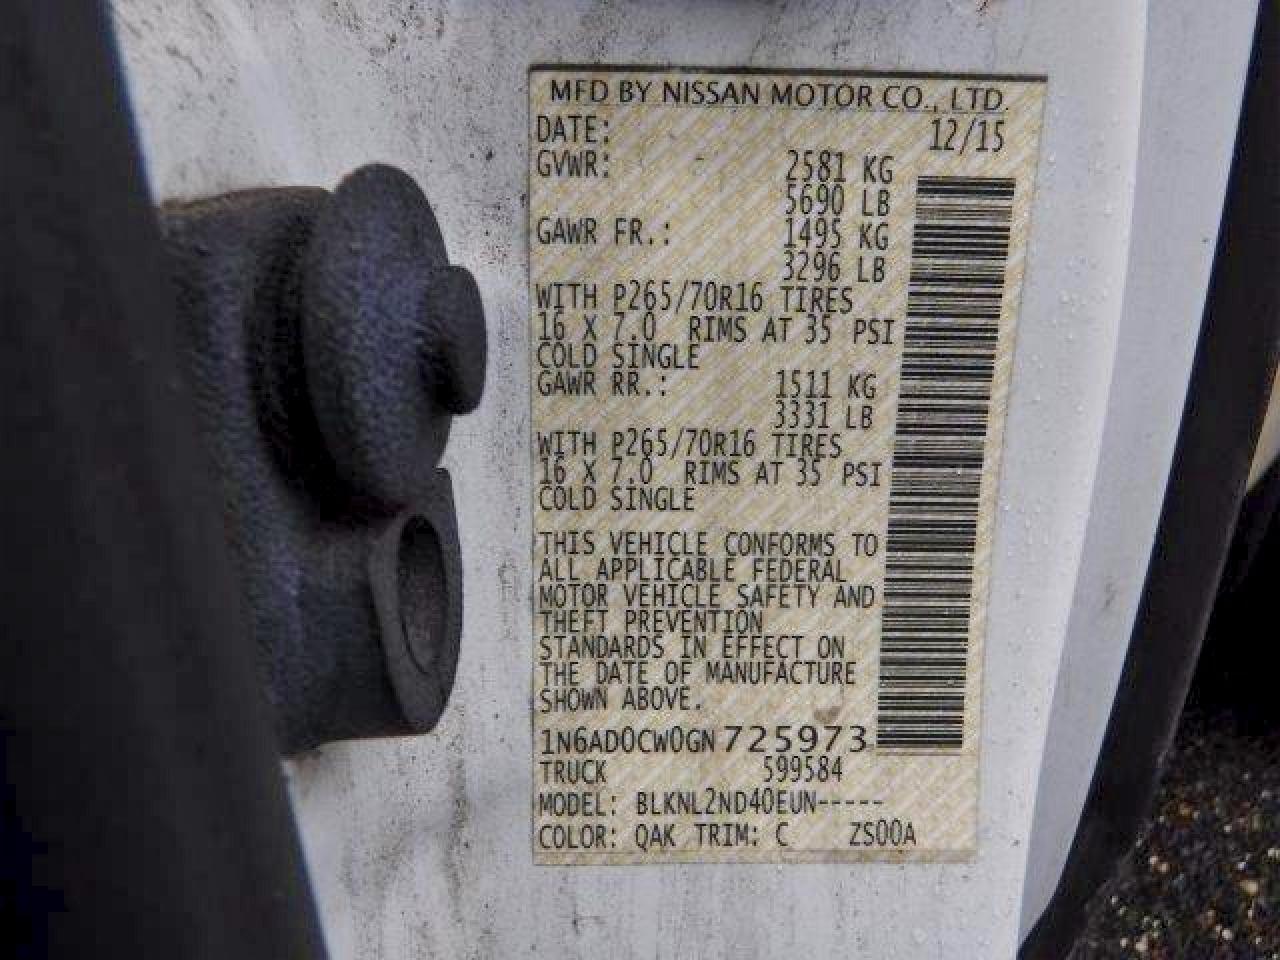 MFD BY NISSAN MOTOR CO., LTD.
DATE: 12/15
GVWR: 2581 KG
5690 LB
GAWR FR.: 1495 KG
3296 LB
WITH P265/70R16 TIRES
16 X 7.0 RIMS AT 35 PSI
COLD SINGLE
GAWR RR.: 1511 KG
3331 LB
WITH P265/70R16 TIRES
16 X 7.0 RIMS AT 35 PSI
COLD SINGLE
THIS VEHICLE CONFORMS TO
ALL APPLICABLE FEDERAL
MOTOR VEHICLE SAFETY AND
THEFT PREVENTION
STANDARDS IN EFFECT ON
THE DATE OF MANUFACTURE
SHOWN ABOVE.
1N6AD0CW0GN725973
TRUCK 599584
MODEL: BLKNL2ND40EUN-----
COLOR: QAK TRIM: C ZS00A